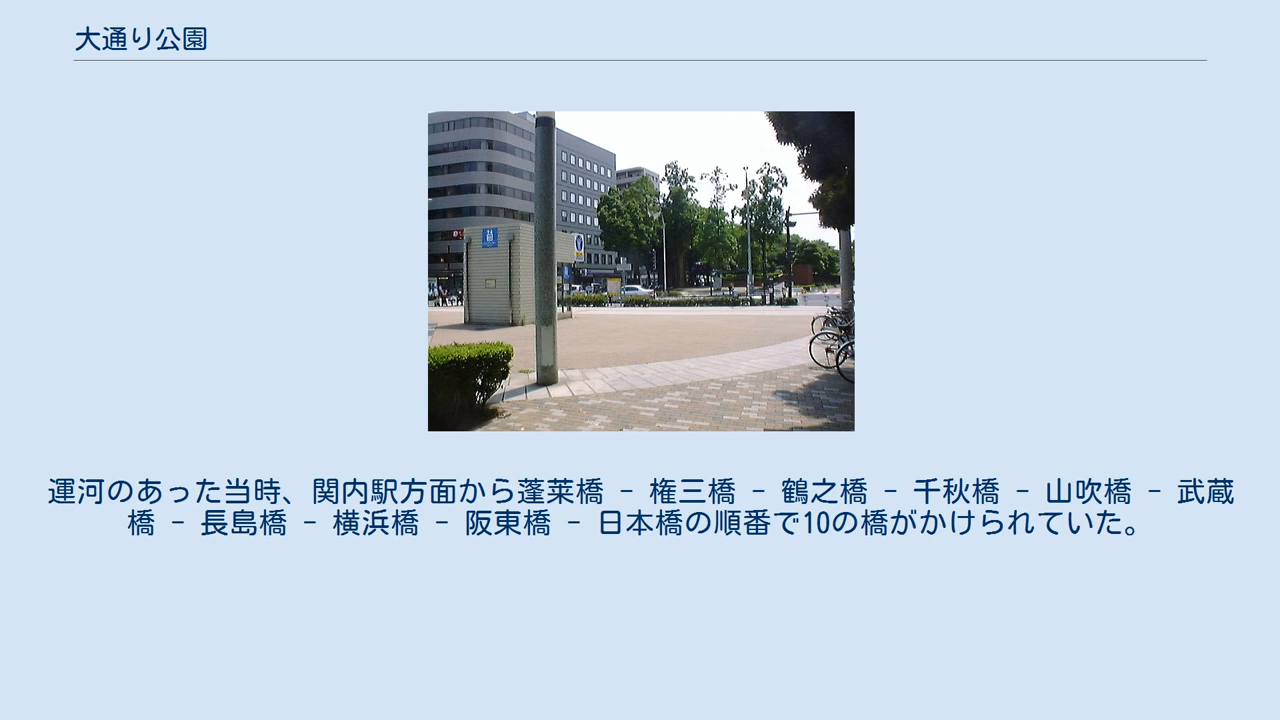 大通り公園
運河のあった当時、関内駅方面から蓬莱橋 - 権三橋 - 鶴之橋 - 千秋橋 - 山吹橋 - 武蔵
橋 - 長島橋 - 横浜橋 - 阪東橋 - 日本橋の順番で10の橋がかけられていた。